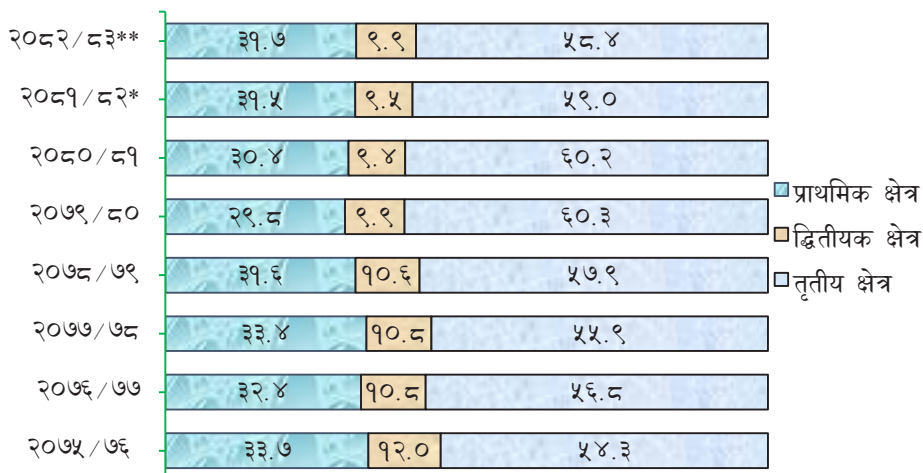 २०८२/८३** ३१.७ ९.९ ५८.४
२०८१/८२* ३१.५ ९.५ ५९.०
२०८०/८१ ३०.४ ९.४ ६०.२
२०७९/८० २९.८ ९.९ ६०.३
२०७८/७९ ३१.६ १०.६ ५७.९
२०७७/७८ ३३.४ १०.८ ५५.९
२०७६/७७ ३२.४ १०.८ ५६.८
२०७५/७६ ३३.७ १२.० ५४.३
प्राथमिक क्षेत्र
द्धितीयक क्षेत्र
तृतीय क्षेत्र